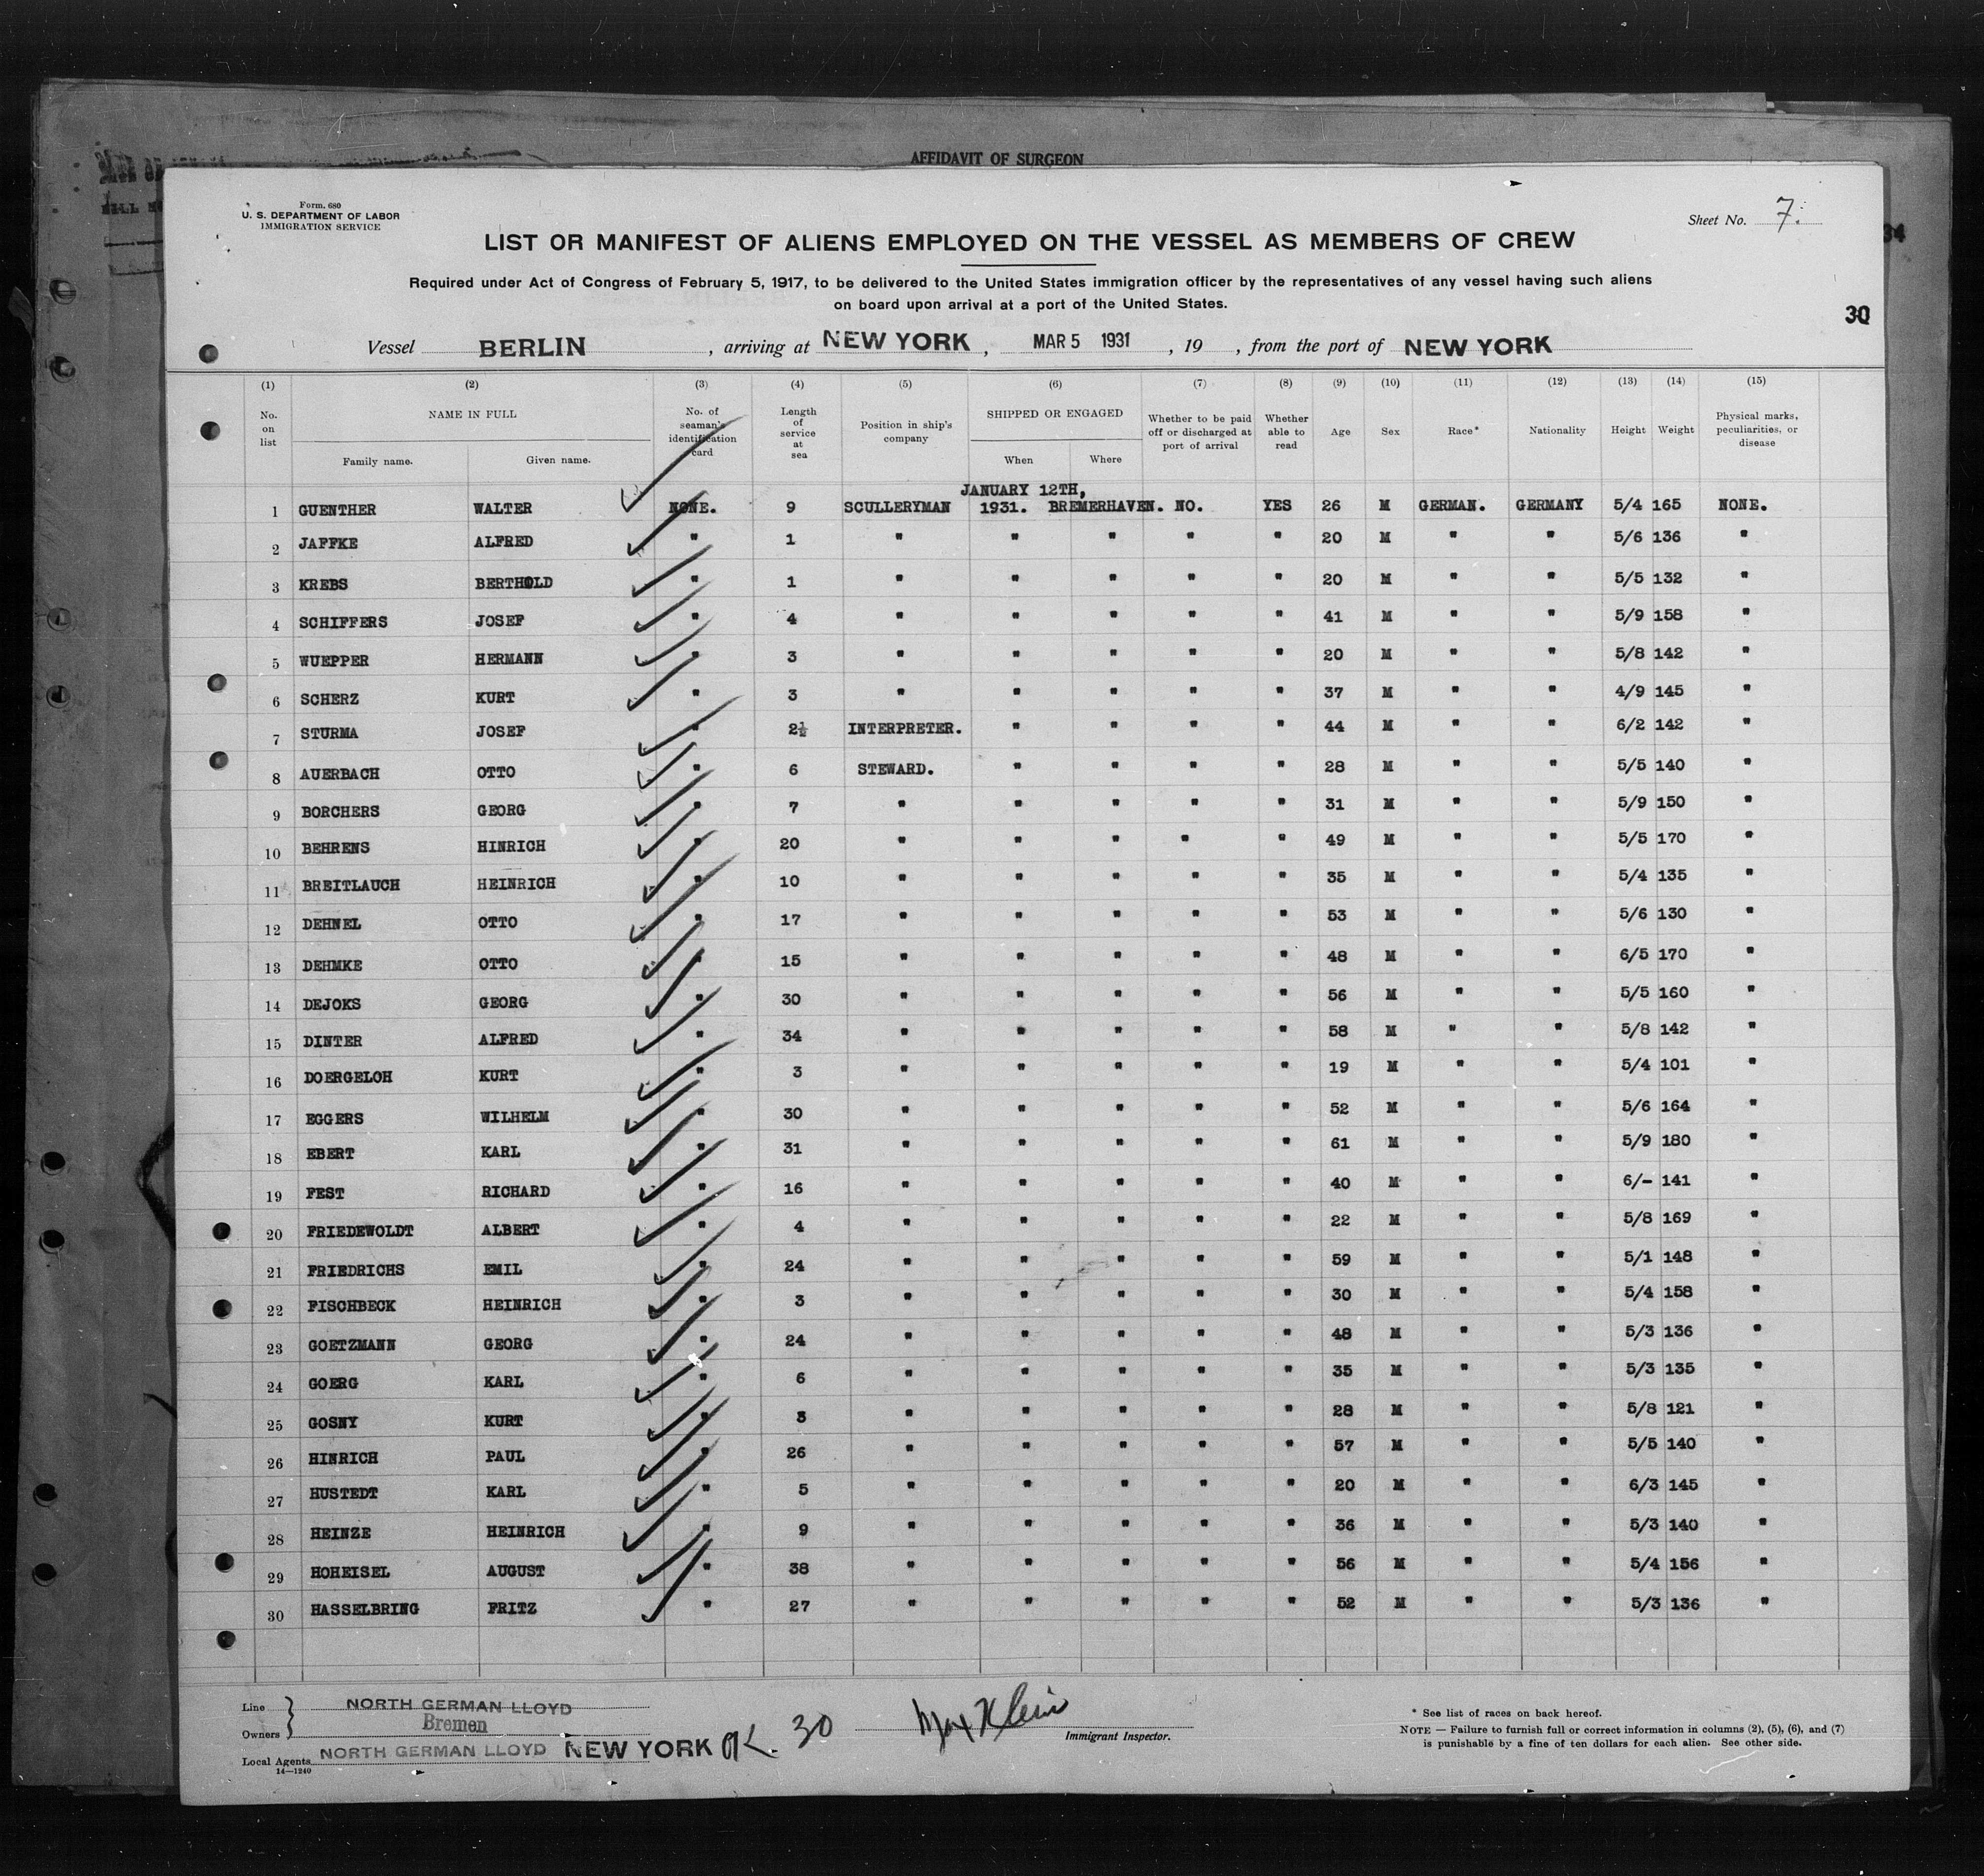 AFFIDAVIT OF SURGEON
Form. 680
U. S. DEPARTMENT OF LABOR
IMMIGRATION SERVICE
Sheet No. 7.
34
LIST OR MANIFEST OF ALIENS EMPLOYED ON THE VESSEL AS MEMBERS OF CREW
Required under Act of Congress of February 5, 1917, to be delivered to the United States immigration officer by the representatives of any vessel having such aliens
on board upon arrival at a port of the United States.
30
Vessel BERLIN , arriving at NEW YORK , MAR 5 1931 , 19 , from the port of NEW YORK
(1) (2) (3) (4) (5) (6) (7) (8) (9) (10) (11) (12) (13) (14) (15)
No. on list NAME IN FULL Family name. Given name. No. of seaman's identification card Length of service at sea Position in ship's company SHIPPED OR ENGAGED When Where Whether to be paid off or discharged at port of arrival Whether able to read Age Sex Race* Nationality Height Weight Physical marks, peculiarities, or disease
JANUARY 12TH,
1 GUENTHER WALTER NONE. 9 SCULLERYMAN 1931. BREMERHAVEN. NO. YES 26 M GERMAN. GERMANY 5/4 165 NONE.
2 JAFFKE ALFRED " 1 " " " " " 20 M " " 5/6 136 "
3 KREBS BERTHOLD " 1 " " " " " 20 M " " 5/5 132 "
4 SCHIFFERS JOSEF " 4 " " " " " 41 M " " 5/9 158 "
5 WUEPPER HERMANN " 3 " " " " " 20 M " " 5/8 142 "
6 SCHERZ KURT " 3 " " " " " 37 M " " 4/9 145 "
7 STURMA JOSEF " 2½ INTERPRETER. " " " " 44 M " " 6/2 142 "
8 AUERBACH OTTO " 6 STEWARD. " " " " 28 M " " 5/5 140 "
9 BORCHERS GEORG " 7 " " " " " 31 M " " 5/9 150 "
10 BEHRENS HINRICH " 20 " " " " " 49 M " " 5/5 170 "
11 BREITLAUCH HEINRICH " 10 " " " " " 35 M " " 5/4 135 "
12 DEHNEL OTTO " 17 " " " " " 53 M " " 5/6 130 "
13 DEHMKE OTTO " 15 " " " " " 48 M " " 6/5 170 "
14 DEJOKS GEORG " 30 " " " " " 56 M " " 5/5 160 "
15 DINTER ALFRED " 34 " " " " " 58 M " " 5/8 142 "
16 DOERGELOH KURT " 3 " " " " " 19 M " " 5/4 101 "
17 EGGERS WILHELM " 30 " " " " " 52 M " " 5/6 164 "
18 EBERT KARL " 31 " " " " " 61 M " " 5/9 180 "
19 FEST RICHARD " 16 " " " " " 40 M " " 6/- 141 "
20 FRIEDEWOLDT ALBERT " 4 " " " " " 22 M " " 5/8 169 "
21 FRIEDRICHS EMIL " 24 " " " " " 59 M " " 5/1 148 "
22 FISCHBECK HEINRICH " 3 " " " " " 30 M " " 5/4 158 "
23 GOETZMANN GEORG " 24 " " " " " 48 M " " 5/3 136 "
24 GOERG KARL " 6 " " " " " 35 M " " 5/3 135 "
25 GOSNY KURT " 3 " " " " " 28 M " " 5/8 121 "
26 HINRICH PAUL " 26 " " " " " 57 M " " 5/5 140 "
27 HUSTEDT KARL " 5 " " " " " 20 M " " 6/3 145 "
28 HEINZE HEINRICH " 9 " " " " " 36 M " " 5/3 140 "
29 HOHEISEL AUGUST " 38 " " " " " 56 M " " 5/4 156 "
30 HASSELBRING FRITZ " 27 " " " " " 52 M " " 5/3 136 "
Line NORTH GERMAN LLOYD
Owners Bremen
Local Agents NORTH GERMAN LLOYD NEW YORK OK. 30
14—1240
Max Klein
Immigrant Inspector.
* See list of races on back hereof.
NOTE — Failure to furnish full or correct information in columns (2), (5), (6), and (7)
is punishable by a fine of ten dollars for each alien. See other side.